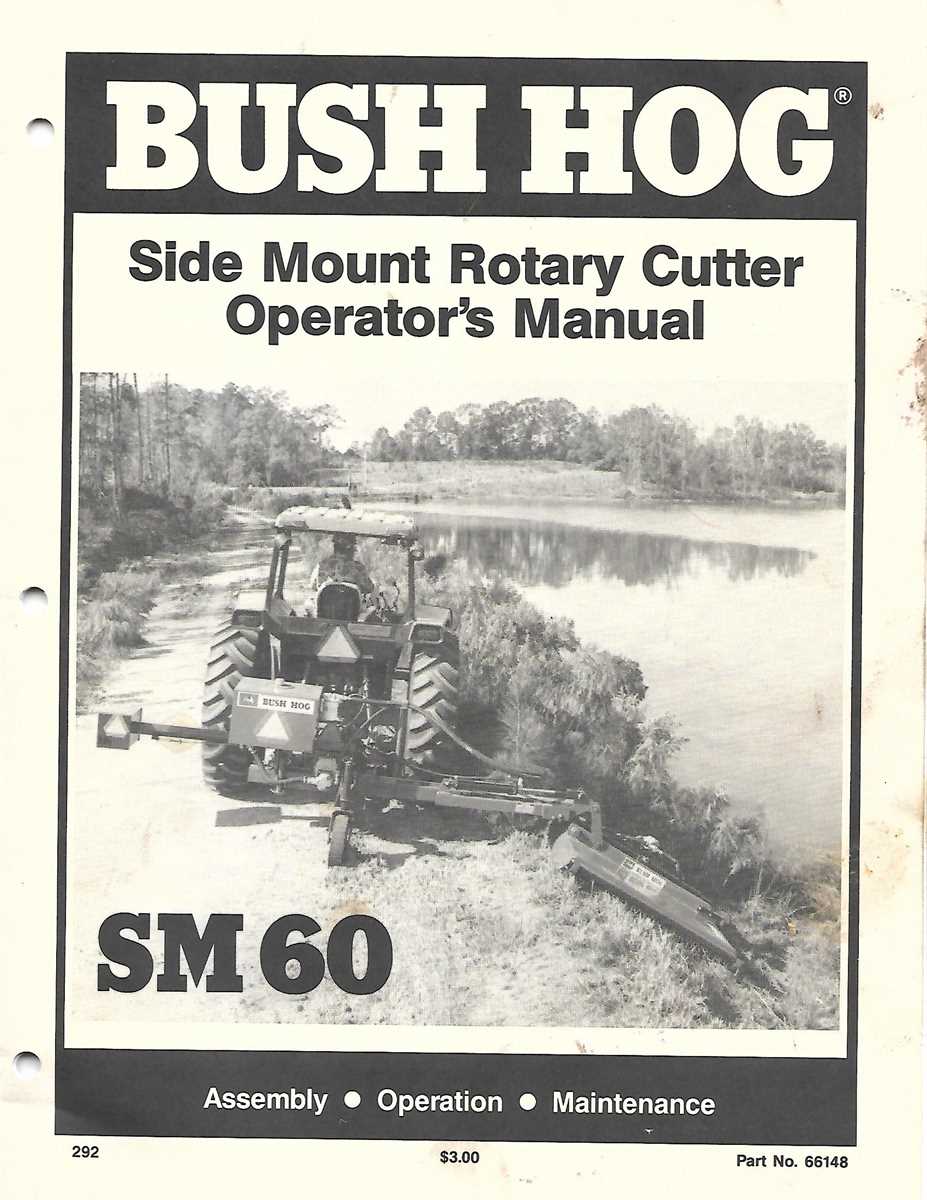 BUSH HOG®
Side Mount Rotary Cutter
Operator's Manual
BUSH HOG
SM 60
Assembly • Operation • Maintenance
292
$3.00
Part No. 66148